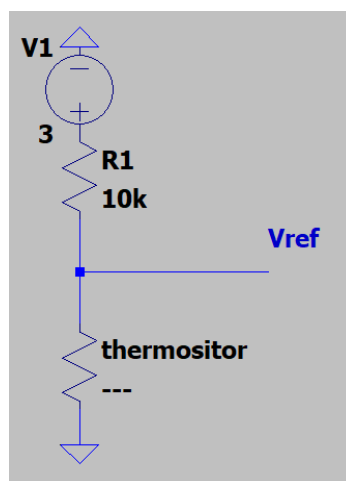 V1
3
R1
10k
Vref
thermositor
---